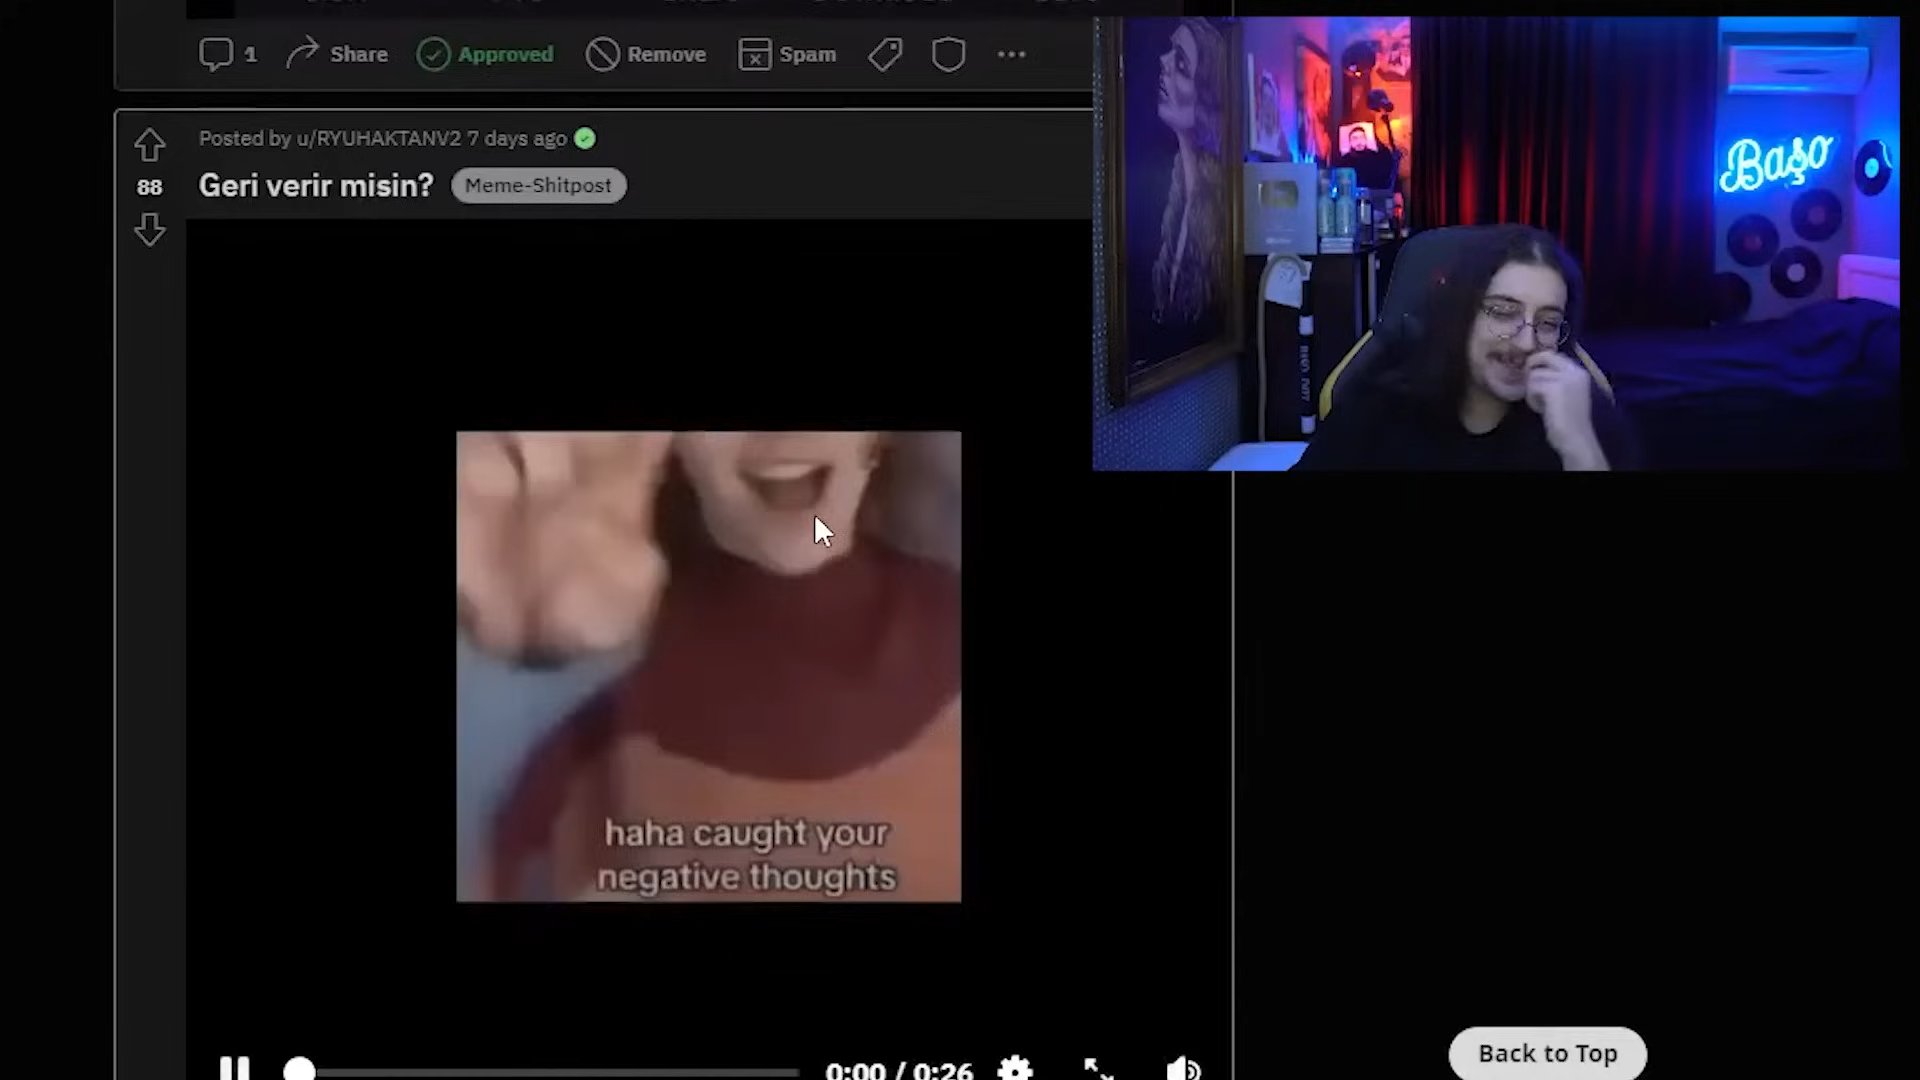 1 Share Approved Remove Spam
Posted by u/RYUHAKTANV2 7 days ago
88
Geri verir misin? Meme-Shitpost
Başo
haha caught your
negative thoughts
0:00 / 0:26
Back to Top